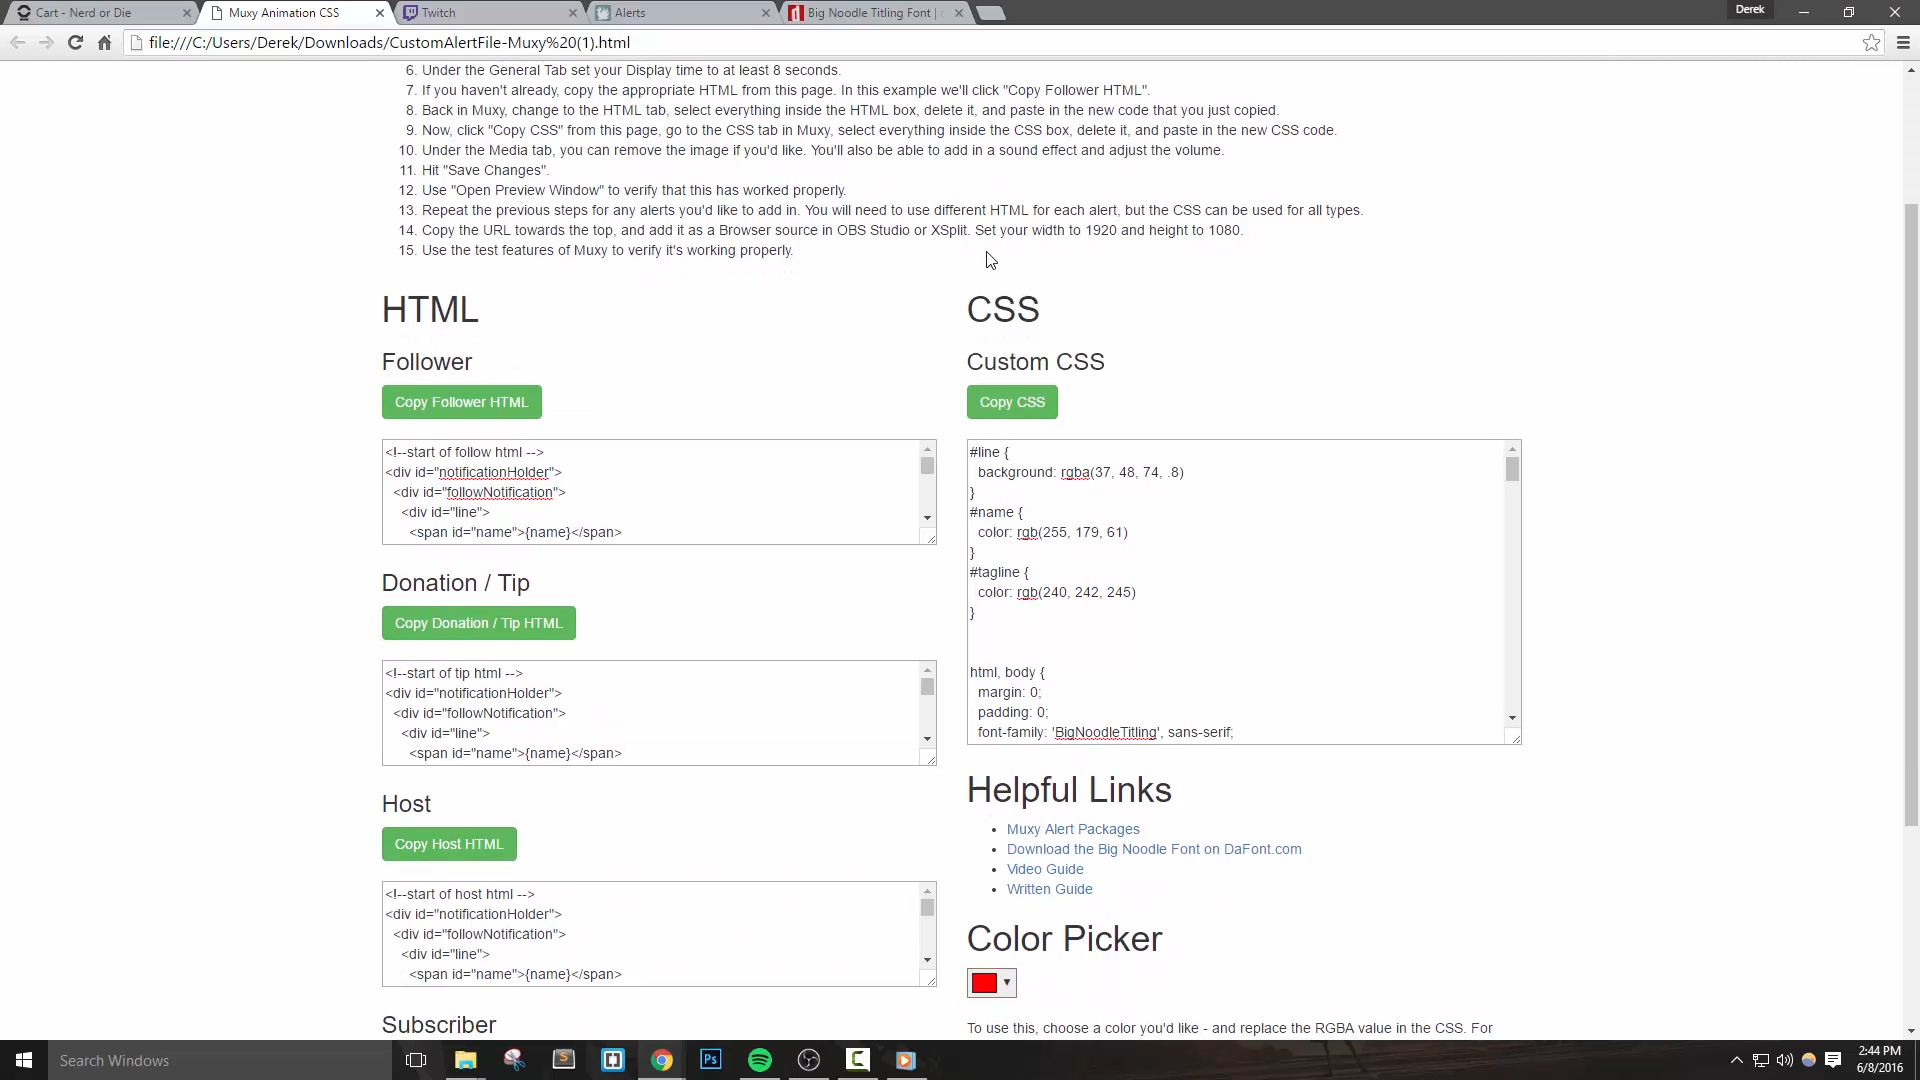 Cart - Nerd or Die
Muxy Animation CSS
Twitch
Alerts
Big Noodle Titling Font |
Derek
file:///C:/Users/Derek/Downloads/CustomAlertFile-Muxy%20(1).html
6. Under the General Tab set your Display time to at least 8 seconds.
7. If you haven't already, copy the appropriate HTML from this page. In this example we'll click "Copy Follower HTML".
8. Back in Muxy, change to the HTML tab, select everything inside the HTML box, delete it, and paste in the new code that you just copied.
9. Now, click "Copy CSS" from this page, go to the CSS tab in Muxy, select everything inside the CSS box, delete it, and paste in the new CSS code.
10. Under the Media tab, you can remove the image if you'd like. You'll also be able to add in a sound effect and adjust the volume.
11. Hit "Save Changes".
12. Use "Open Preview Window" to verify that this has worked properly.
13. Repeat the previous steps for any alerts you'd like to add in. You will need to use different HTML for each alert, but the CSS can be used for all types.
14. Copy the URL towards the top, and add it as a Browser source in OBS Studio or XSplit. Set your width to 1920 and height to 1080.
15. Use the test features of Muxy to verify it's working properly.
HTML
Follower
Copy Follower HTML
<!--start of follow html -->
<div id="notificationHolder">
<div id="followNotification">
<div id="line">
<span id="name">{name}</span>
Donation / Tip
Copy Donation / Tip HTML
<!--start of tip html -->
<div id="notificationHolder">
<div id="followNotification">
<div id="line">
<span id="name">{name}</span>
Host
Copy Host HTML
<!--start of host html -->
<div id="notificationHolder">
<div id="followNotification">
<div id="line">
<span id="name">{name}</span>
Subscriber
CSS
Custom CSS
Copy CSS
#line {
background: rgba(37, 48, 74, .8)
}
#name {
color: rgb(255, 179, 61)
}
#tagline {
color: rgb(240, 242, 245)
}
html, body {
margin: 0;
padding: 0;
font-family: 'BigNoodleTitling', sans-serif;
Helpful Links
Muxy Alert Packages
Download the Big Noodle Font on DaFont.com
Video Guide
Written Guide
Color Picker
To use this, choose a color you'd like - and replace the RGBA value in the CSS. For
Search Windows
Ps
2:44 PM
6/8/2016